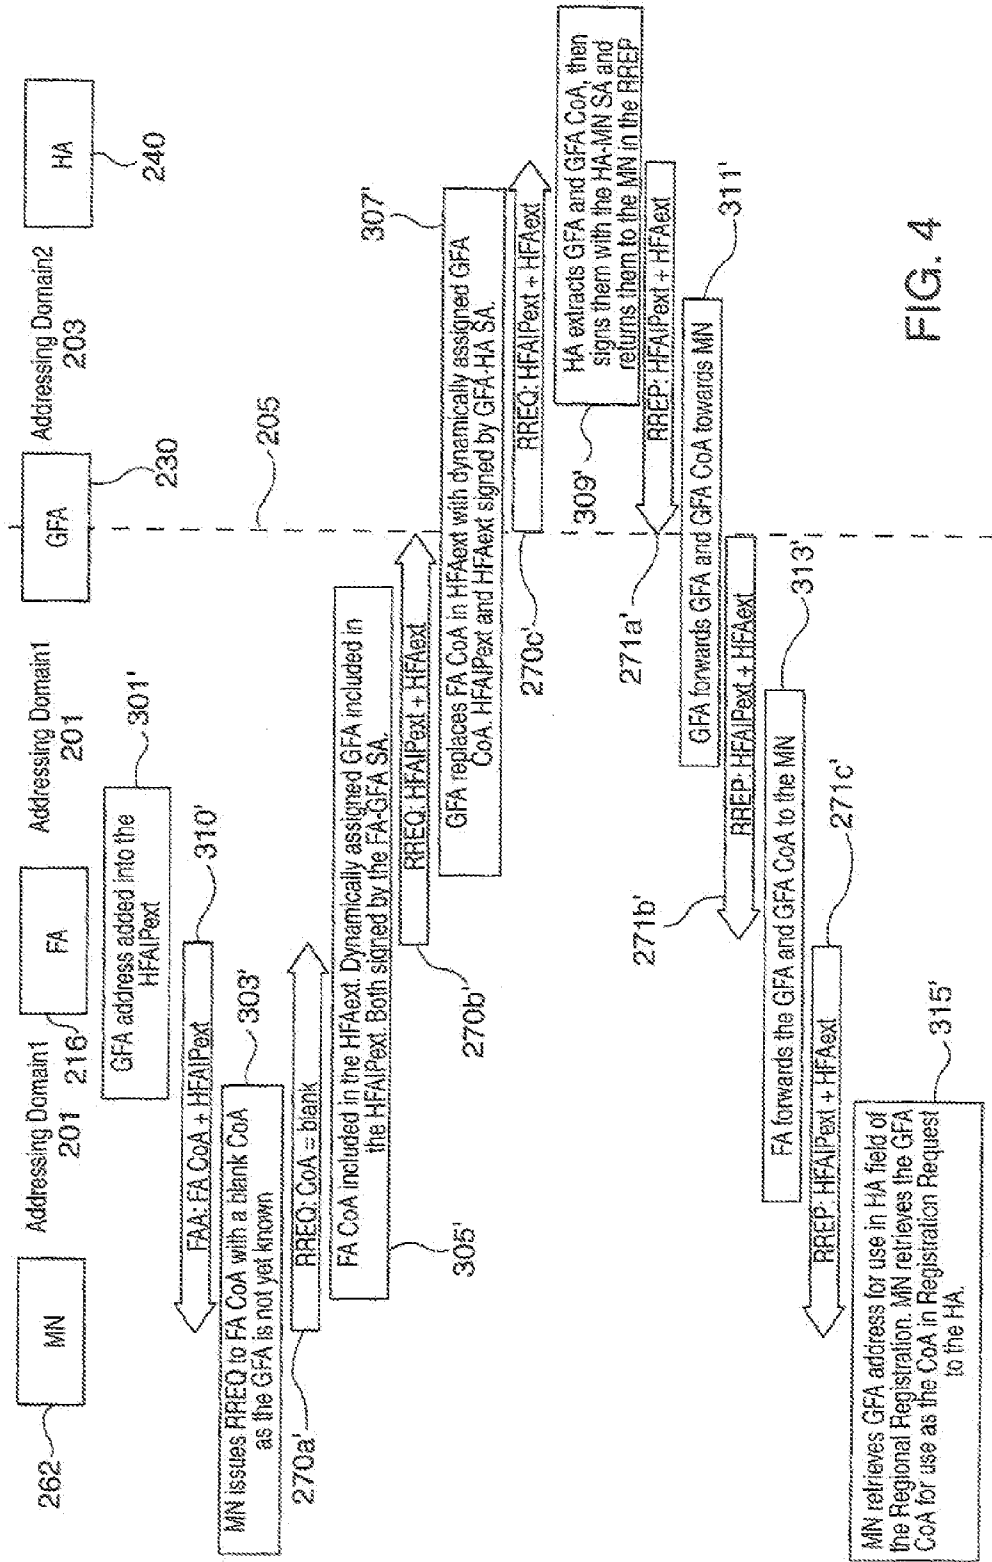 MN
262
Addressing Domain1
201
FA
216
Addressing Domain1
201
GFA
230
Addressing Domain2
203
HA
240
205
GFA address added into the
HFAIPext
301'
FAA: FA CoA + HFAIPext
310'
MN issues RREQ to FA CoA with a blank CoA
as the GFA is not yet known
303'
RREQ: CoA = blank
270a'
FA CoA included in the HFAext. Dynamically assigned GFA included in
the HFAIPext. Both signed by the FA-GFA SA.
305'
RREQ: HFAIPext + HFAext
270b'
GFA replaces FA CoA in HFAext with dynamically assigned GFA
CoA. HFAIPext and HFAext signed by GFA-HA SA.
307'
RREQ: HFAIPext + HFAext
270c'
HA extracts GFA and GFA CoA, then
signs them with the HA-MN SA and
returns them to the MN in the RREP
309'
RREP: HFAIPext + HFAext
271a'
GFA forwards GFA and GFA CoA towards MN
311'
RREP: HFAIPext + HFAext
271b'
FA forwards the GFA and GFA CoA to the MN
313'
RREP: HFAIPext + HFAext
271c'
MN retrieves GFA address for use in HA field of
the Regional Registration. MN retrieves the GFA
CoA for use as the CoA in Registration Request
to the HA.
315'
FIG. 4